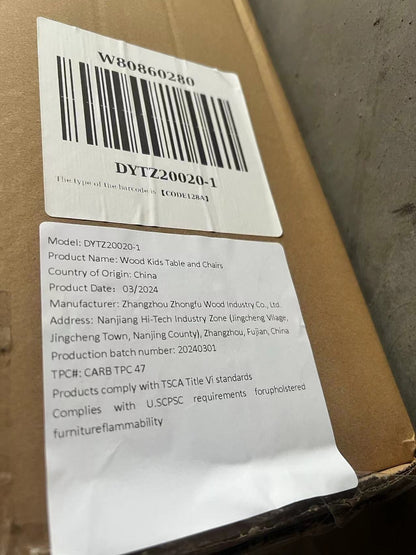 W80860280
DYTZ20020-1
The type of the barcode is 【CODE128A】
Model: DYTZ20020-1
Product Name: Wood Kids Table and Chairs
Country of Origin: China
Product Date: 03/2024
Manufacturer: Zhangzhou Zhongfu Wood Industry Co., Ltd.
Address: Nanjiang Hi-Tech Industry Zone (Jingcheng Vilage,
Jingcheng Town, Nanjing County), Zhangzhou, Fujian, China
Production batch number: 20240301
TPC#: CARB TPC 47
Products comply with TSCA Title Vi standards
Complies with U.SCPSC requirements forupholstered
furnitureflammability